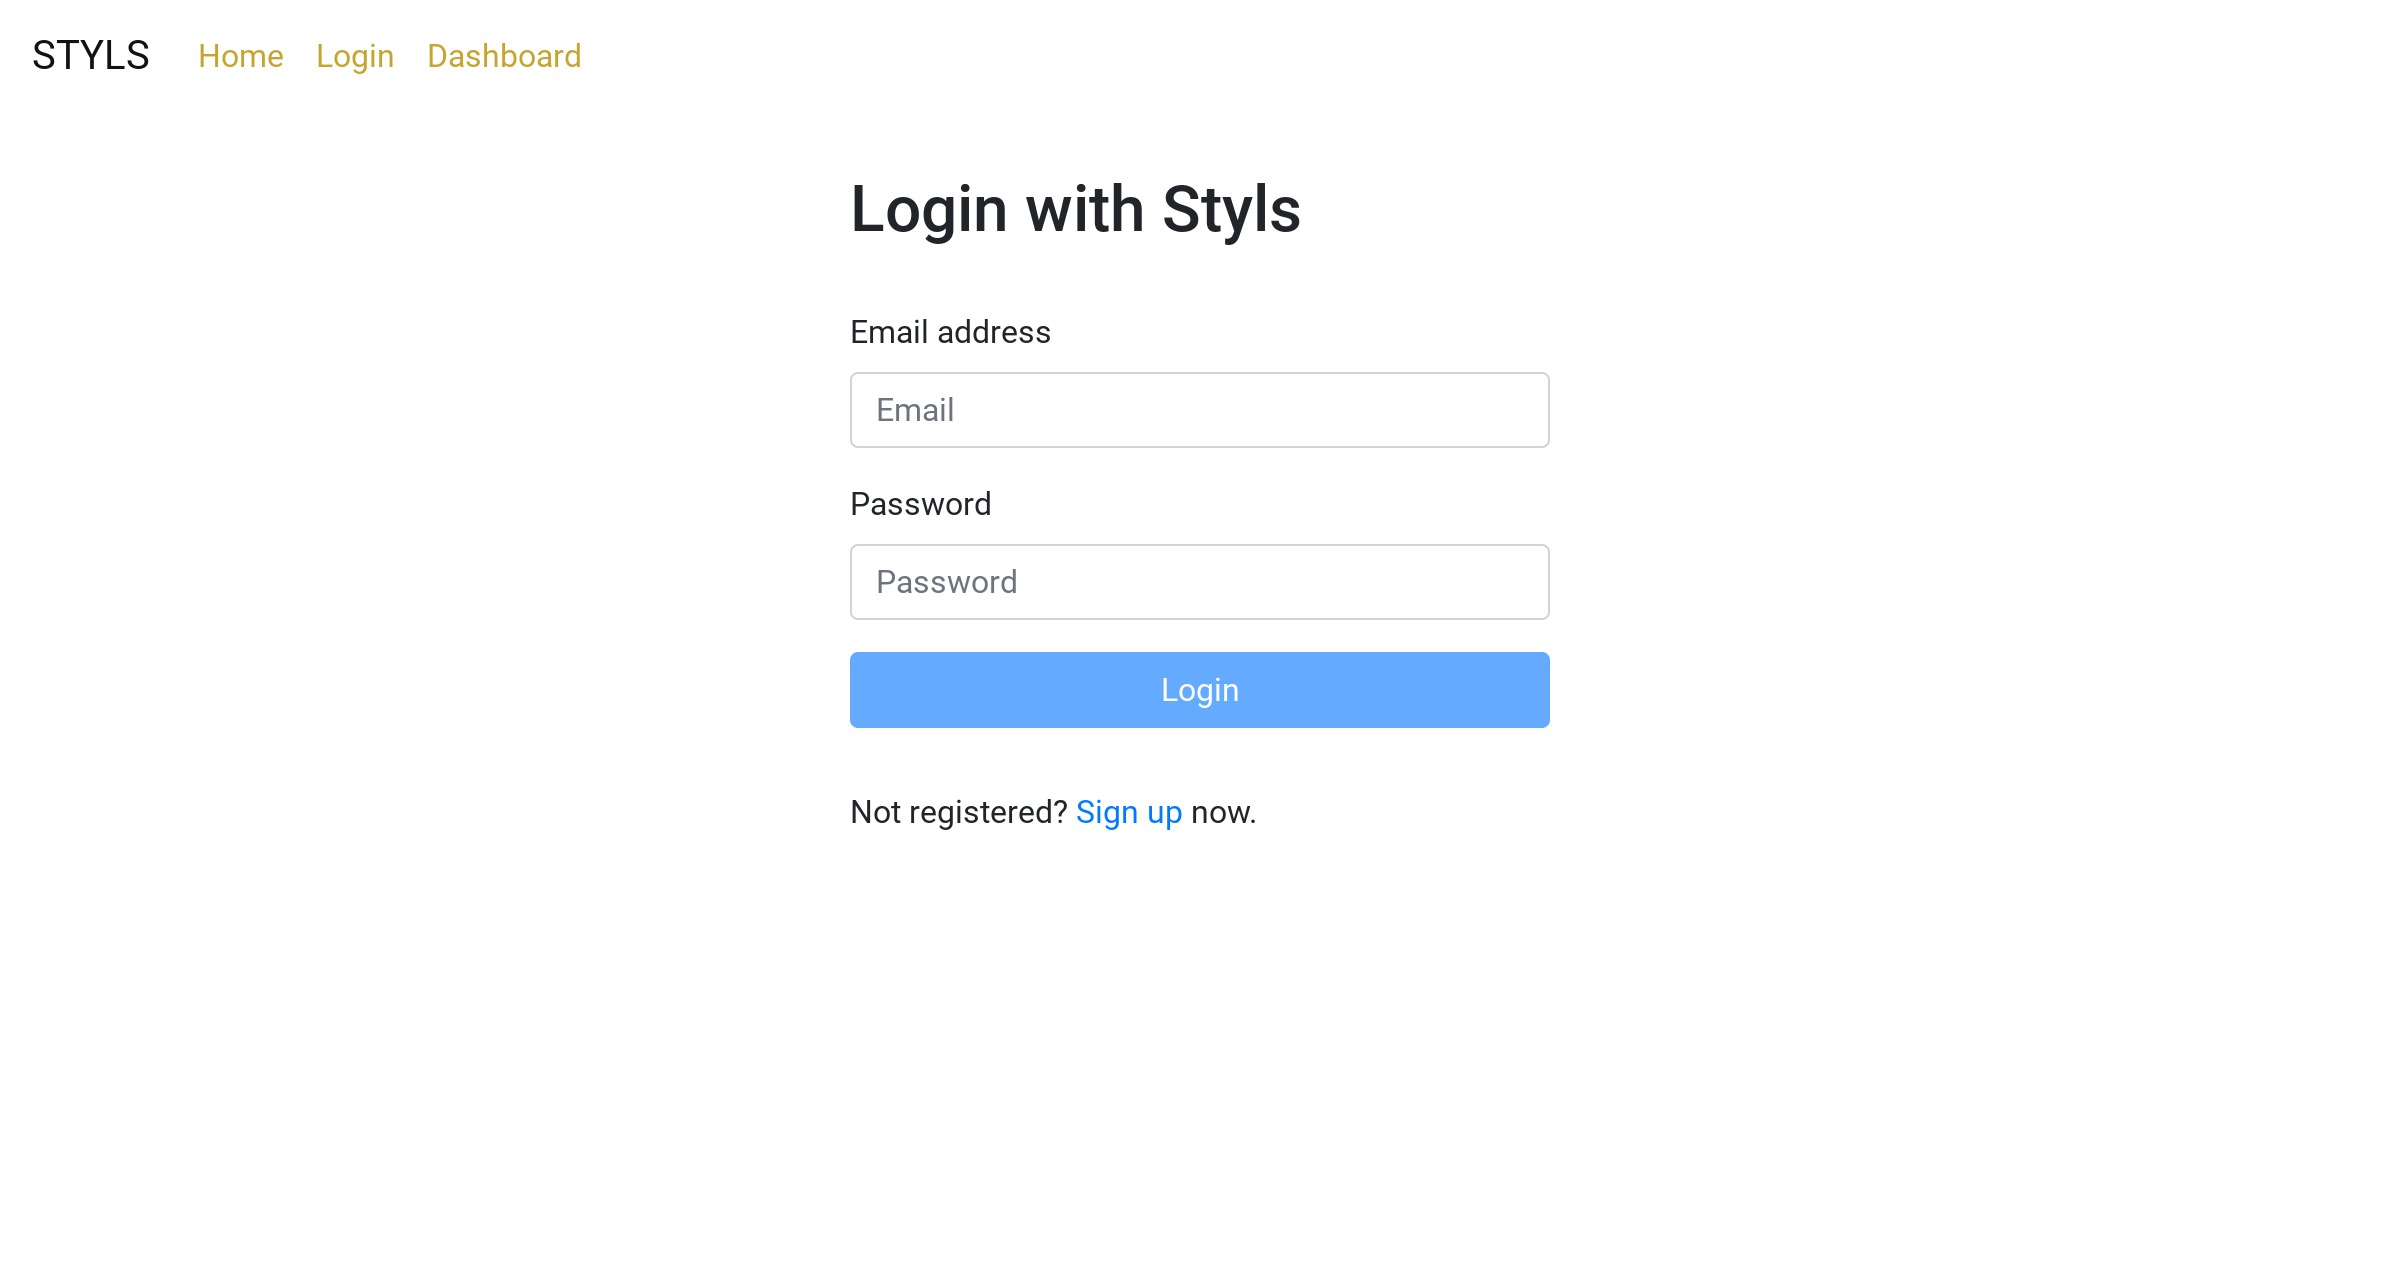 STYLS Home Login Dashboard
Login with Styls
Email address
Email
Password
Password
Login
Not registered? Sign up now.